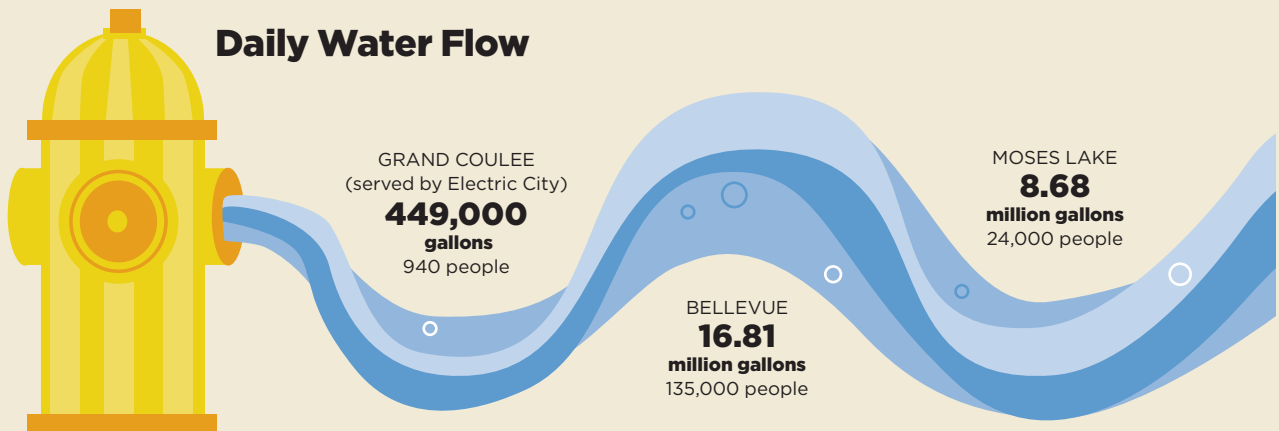 Daily Water Flow
GRAND COULEE
(served by Electric City)
449,000
gallons
940 people
BELLEVUE
16.81
million gallons
135,000 people
MOSES LAKE
8.68
million gallons
24,000 people